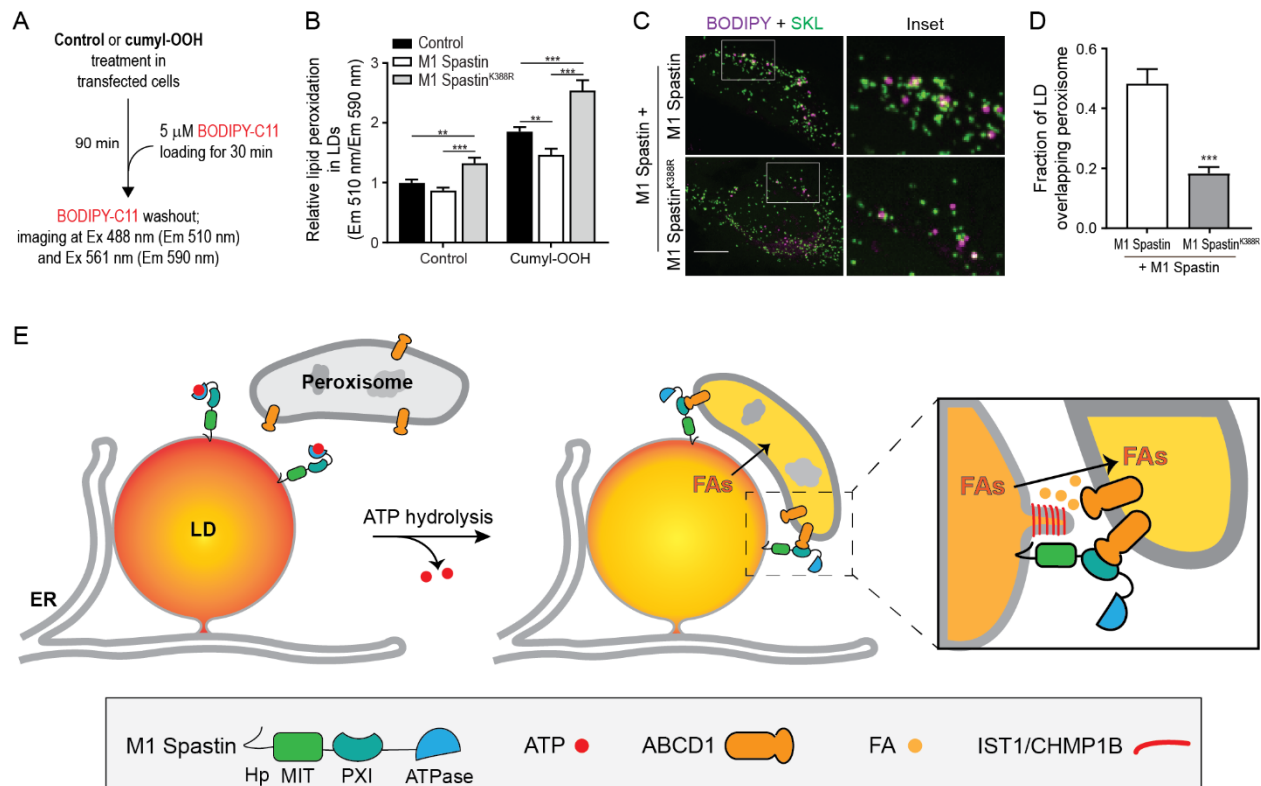 A
Control or cumyl-OOH
treatment in
transfected cells
90 min
5 µM BODIPY-C11
loading for 30 min
BODIPY-C11 washout;
imaging at Ex 488 nm (Em 510 nm)
and Ex 561 nm (Em 590 nm)
B
Relative lipid peroxidation
in LDs
(Em 510 nm/Em 590 nm)
3
2
1
0
Control
M1 Spastin
M1 Spastin^K388R
**
***
***
**
***
Control
Cumyl-OOH
C
BODIPY + SKL
Inset
M1 Spastin +
M1 Spastin
M1 Spastin^K388R
D
Fraction of LD
overlapping peroxisome
0.6
0.4
0.2
0.0
***
M1 Spastin
M1 Spastin^K388R
+ M1 Spastin
E
Peroxisome
LD
ER
ATP hydrolysis
FAs
FAs
FAs
M1 Spastin
Hp
MIT
PXI
ATPase
ATP
ABCD1
FA
IST1/CHMP1B